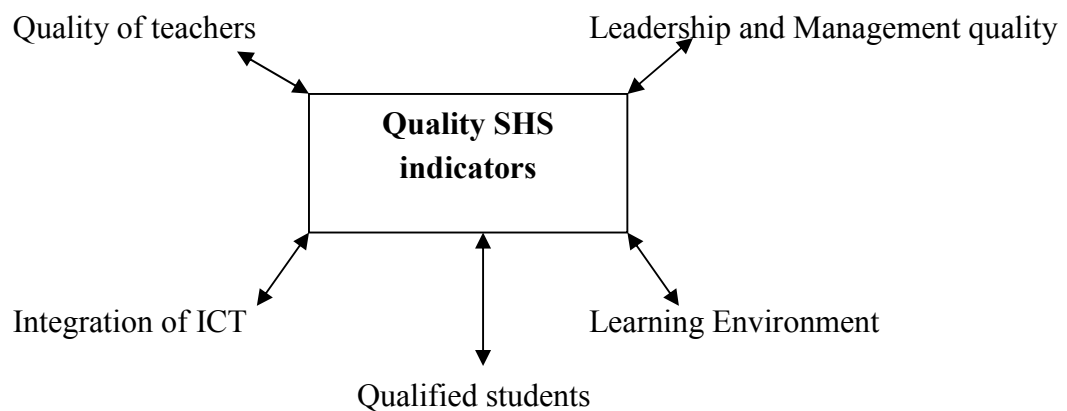 Quality of teachers
Leadership and Management quality
Quality SHS
indicators
Integration of ICT
Learning Environment
Qualified students